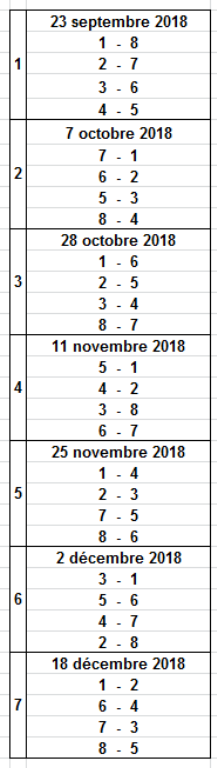 23 septembre 2018
1 - 8
2 - 7
1
3 - 6
4 - 5
7 octobre 2018
7 - 1
2
6 - 2
5 - 3
8 - 4
28 octobre 2018
1 - 6
3
2 - 5
3 - 4
8 - 7
11 novembre 2018
5 - 1
4
4 - 2
3 - 8
6 - 7
25 novembre 2018
1 - 4
5
2 - 3
7 - 5
8 - 6
2 décembre 2018
3 - 1
6
5 - 6
4 - 7
2 - 8
18 décembre 2018
1 - 2
7
6 - 4
7 - 3
8 - 5